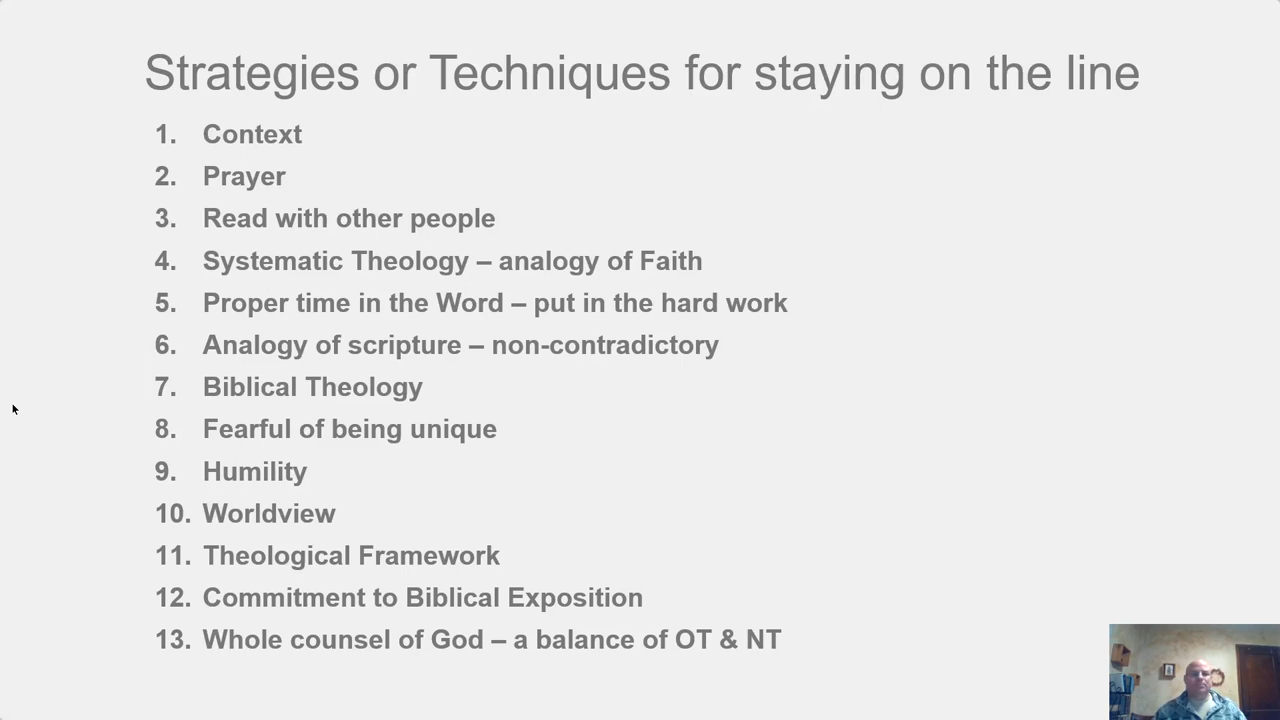 Strategies or Techniques for staying on the line
1. Context
2. Prayer
3. Read with other people
4. Systematic Theology – analogy of Faith
5. Proper time in the Word – put in the hard work
6. Analogy of scripture – non-contradictory
7. Biblical Theology
8. Fearful of being unique
9. Humility
10. Worldview
11. Theological Framework
12. Commitment to Biblical Exposition
13. Whole counsel of God – a balance of OT & NT